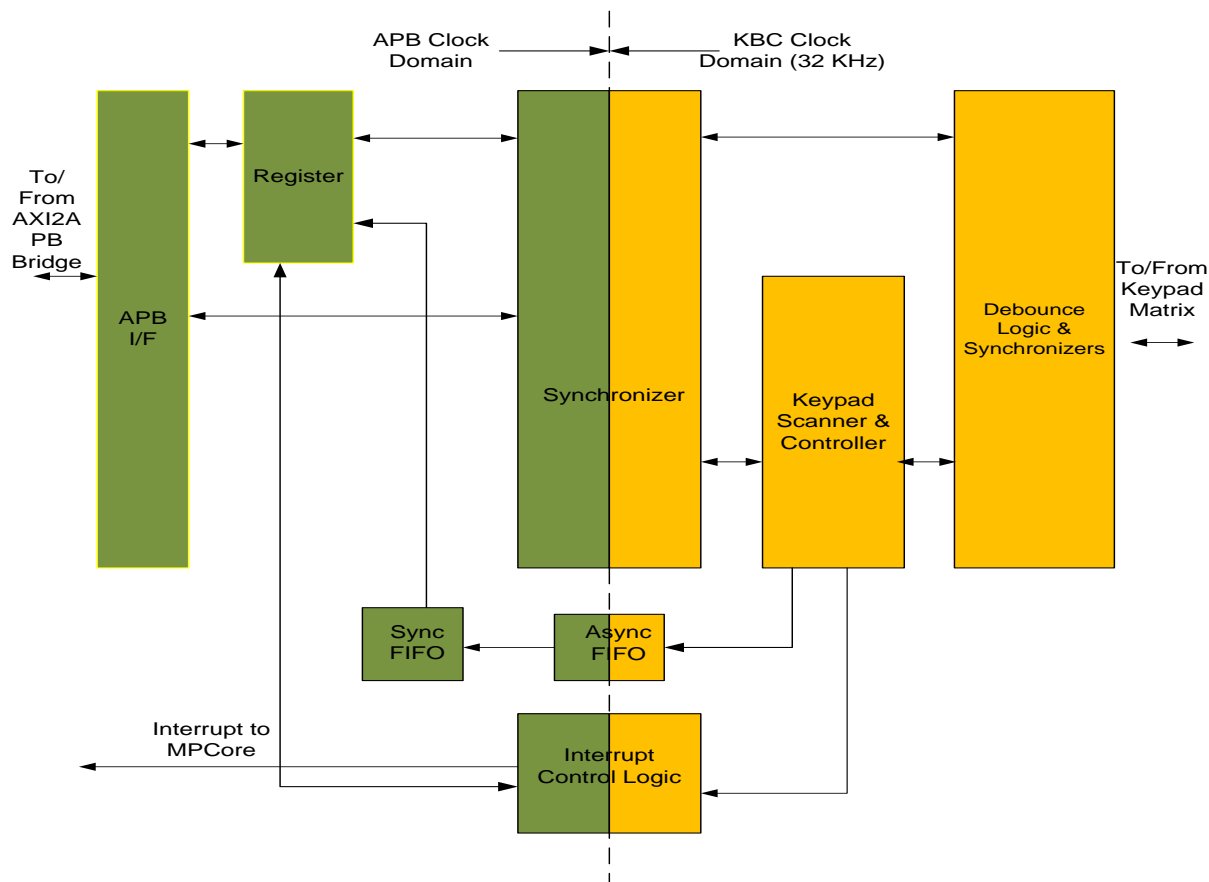 APB Clock
Domain
KBC Clock
Domain (32 KHz)
To/
From
AXI2A
PB
Bridge
APB
I/F
Register
Synchronizer
Keypad
Scanner &
Controller
Debounce
Logic &
Synchronizers
To/From
Keypad
Matrix
Sync
FIFO
Async
FIFO
Interrupt to
MPCore
Interrupt
Control Logic